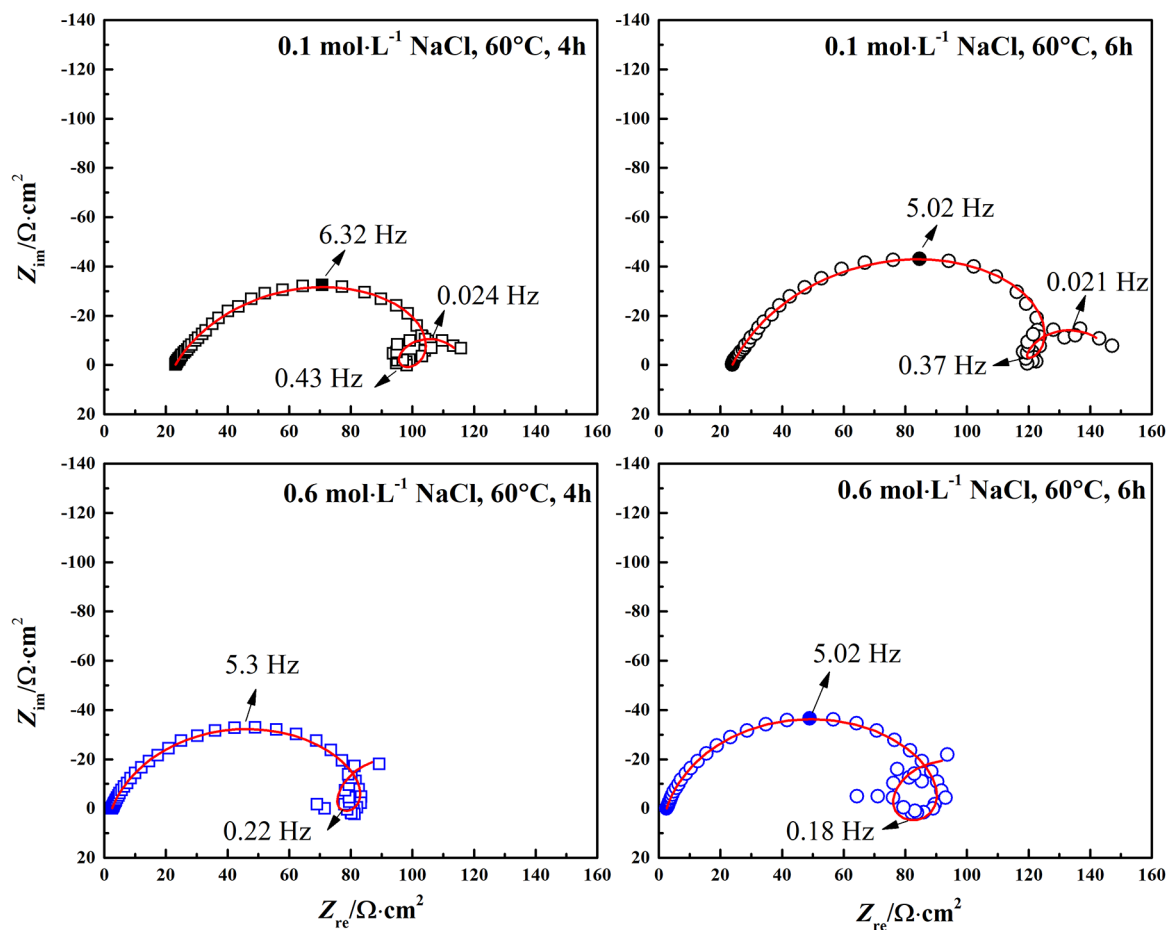 0.1 mol·L⁻¹ NaCl, 60°C, 4h
-140
-120
-100
-80
-60
-40
-20
0
20
Zim/Ω·cm²
6.32 Hz
0.024 Hz
0.43 Hz
0 20 40 60 80 100 120 140 160
0.1 mol·L⁻¹ NaCl, 60°C, 6h
-140
-120
-100
-80
-60
-40
-20
0
20
5.02 Hz
0.021 Hz
0.37 Hz
0 20 40 60 80 100 120 140 160
0.6 mol·L⁻¹ NaCl, 60°C, 4h
-140
-120
-100
-80
-60
-40
-20
0
20
Zim/Ω·cm²
5.3 Hz
0.22 Hz
0 20 40 60 80 100 120 140 160
Zre/Ω·cm²
0.6 mol·L⁻¹ NaCl, 60°C, 6h
-140
-120
-100
-80
-60
-40
-20
0
20
5.02 Hz
0.18 Hz
0 20 40 60 80 100 120 140 160
Zre/Ω·cm²